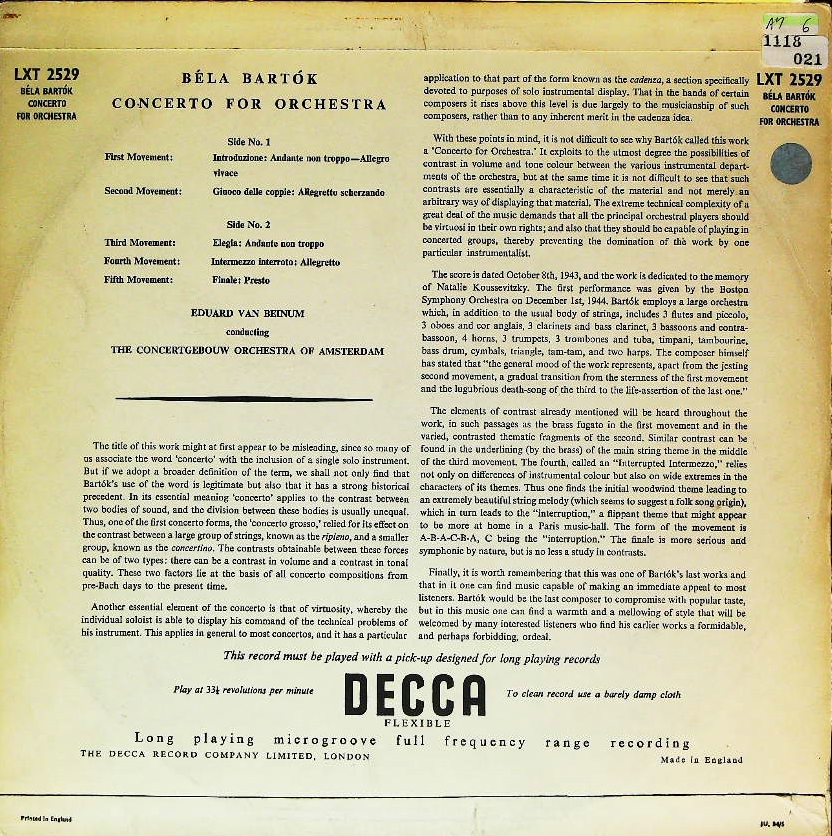 A7 6
1118
021
LXT 2529
BÉLA BARTÓK
CONCERTO
FOR ORCHESTRA
LXT 2529
BÉLA BARTÓK
CONCERTO
FOR ORCHESTRA
BÉLA BARTÓK
CONCERTO FOR ORCHESTRA
Side No. 1
First Movement: Introduzione: Andante non troppo—Allegro
vivace
Second Movement: Giuoco delle coppie: Allegretto scherzando
Side No. 2
Third Movement: Elegia: Andante non troppo
Fourth Movement: Intermezzo interroto: Allegretto
Fifth Movement: Finale: Presto
EDUARD VAN BEINUM
conducting
THE CONCERTGEBOUW ORCHESTRA OF AMSTERDAM
The title of this work might at first appear to be misleading, since so many of
us associate the word 'concerto' with the inclusion of a single solo instrument.
But if we adopt a broader definition of the term, we shall not only find that
Bartók's use of the word is legitimate but also that it has a strong historical
precedent. In its essential meaning 'concerto' applies to the contrast between
two bodies of sound, and the division between these bodies is usually unequal.
Thus, one of the first concerto forms, the 'concerto grosso,' relied for its effect on
the contrast between a large group of strings, known as the ripieno, and a smaller
group, known as the concertino. The contrasts obtainable between these forces
can be of two types: there can be a contrast in volume and a contrast in tonal
quality. These two factors lie at the basis of all concerto compositions from
pre-Bach days to the present time.
Another essential element of the concerto is that of virtuosity, whereby the
individual soloist is able to display his command of the technical problems of
his instrument. This applies in general to most concertos, and it has a particular
application to that part of the form known as the cadenza, a section specifically
devoted to purposes of solo instrumental display. That in the hands of certain
composers it rises above this level is due largely to the musicianship of such
composers, rather than to any inherent merit in the cadenza idea.
With these points in mind, it is not difficult to see why Bartók called this work
a 'Concerto for Orchestra.' It exploits to the utmost degree the possibilities of
contrast in volume and tone colour between the various instrumental depart-
ments of the orchestra, but at the same time it is not difficult to see that such
contrasts are essentially a characteristic of the material and not merely an
arbitrary way of displaying that material. The extreme technical complexity of a
great deal of the music demands that all the principal orchestral players should
be virtuosi in their own rights; and also that they should be capable of playing in
concerted groups, thereby preventing the domination of the work by one
particular instrumentalist.
The score is dated October 8th, 1943, and the work is dedicated to the memory
of Natalie Koussevitzky. The first performance was given by the Boston
Symphony Orchestra on December 1st, 1944. Bartók employs a large orchestra
which, in addition to the usual body of strings, includes 3 flutes and piccolo,
3 oboes and cor anglais, 3 clarinets and bass clarinet, 3 bassoons and contra-
bassoon, 4 horns, 3 trumpets, 3 trombones and tuba, timpani, tambourine,
bass drum, cymbals, triangle, tam-tam, and two harps. The composer himself
has stated that "the general mood of the work represents, apart from the jesting
second movement, a gradual transition from the sternness of the first movement
and the lugubrious death-song of the third to the life-assertion of the last one."
The elements of contrast already mentioned will be heard throughout the
work, in such passages as the brass fugato in the first movement and in the
varied, contrasted thematic fragments of the second. Similar contrast can be
found in the underlining (by the brass) of the main string theme in the middle
of the third movement. The fourth, called an "Interrupted Intermezzo," relies
not only on differences of instrumental colour but also on wide extremes in the
characters of its themes. Thus one finds the initial woodwind theme leading to
an extremely beautiful string melody (which seems to suggest a folk song origin),
which in turn leads to the "interruption," a flippant theme that might appear
to be more at home in a Paris music-hall. The form of the movement is
A-B-A-C-B-A, C being the "interruption." The finale is more serious and
symphonic by nature, but is no less a study in contrasts.
Finally, it is worth remembering that this was one of Bartók's last works and
that in it one can find music capable of making an immediate appeal to most
listeners. Bartók would be the last composer to compromise with popular taste,
but in this music one can find a warmth and a mellowing of style that will be
welcomed by many interested listeners who find his earlier works a formidable,
and perhaps forbidding, ordeal.
This record must be played with a pick-up designed for long playing records
Play at 33⅓ revolutions per minute
DECCA
To clean record use a barely damp cloth
FLEXIBLE
Long playing microgroove full frequency range recording
THE DECCA RECORD COMPANY LIMITED, LONDON
Made in England
Printed in England